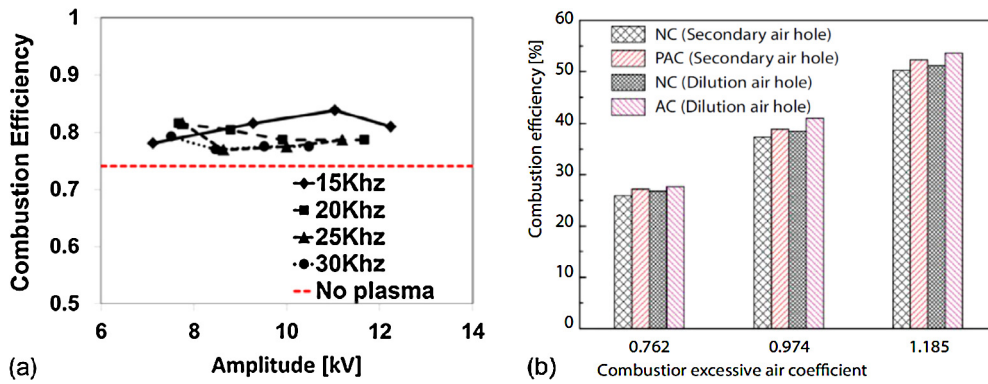 Combustion Efficiency
1
0.9
0.8
0.7
0.6
0.5
15Khz
20Khz
25Khz
30Khz
No plasma
6
8
10
12
14
Amplitude [kV]
(a)
Combustion efficiency [%]
60
50
40
30
20
10
0
NC (Secondary air hole)
PAC (Secondary air hole)
NC (Dilution air hole)
AC (Dilution air hole)
0.762
0.974
1.185
Combustior excessive air coefficient
(b)